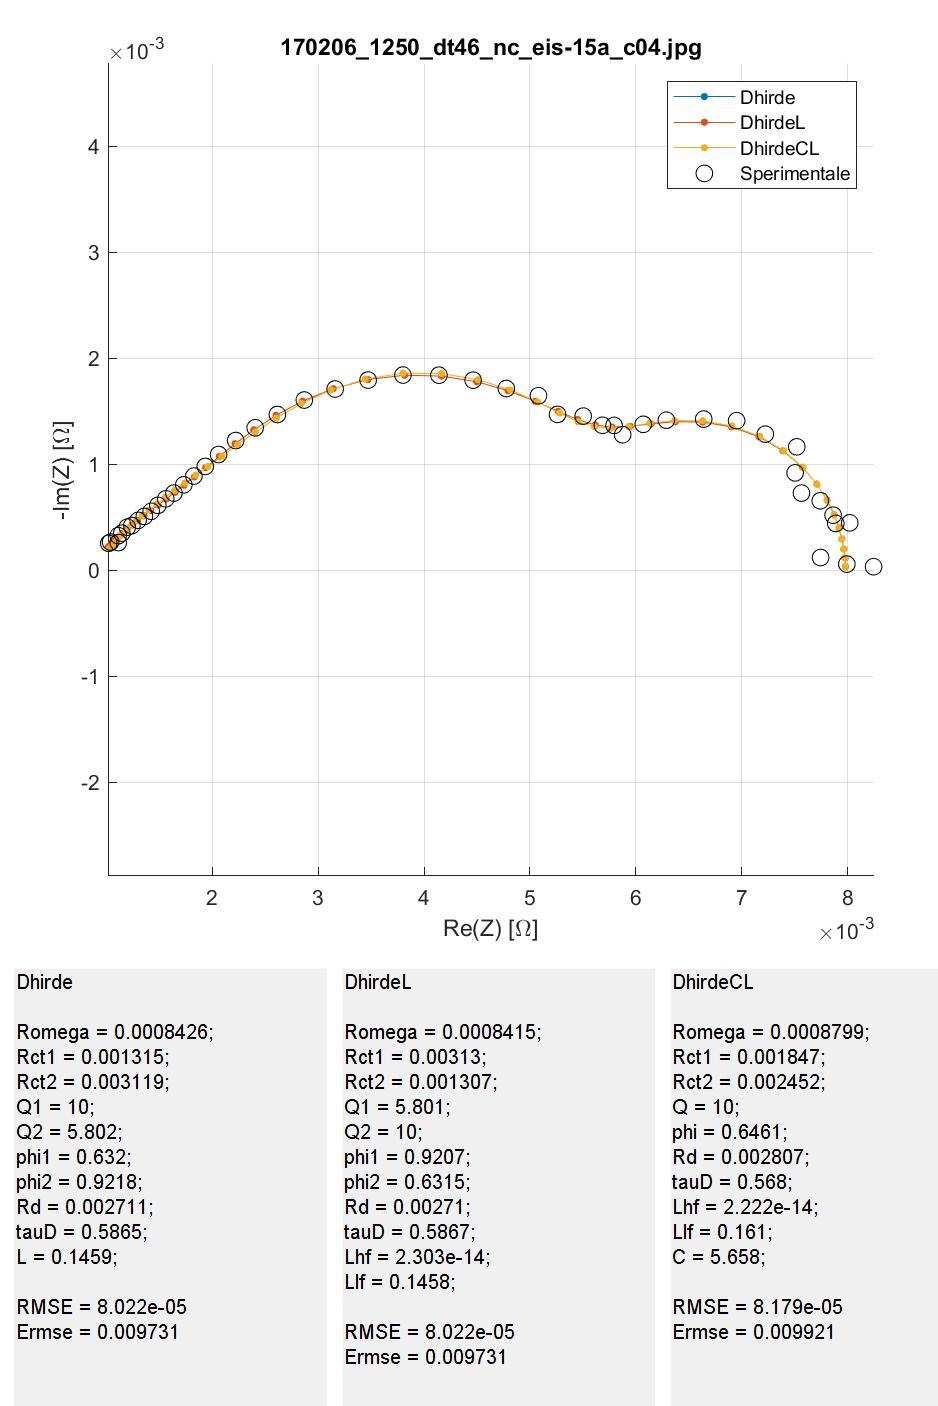 170206_1250_dt46_nc_eis-15a_c04.jpg
×10-3
Dhirde
DhirdeL
DhirdeCL
Sperimentale
4
3
2
1
0
-1
-2
-Im(Z) [Ω]
2 3 4 5 6 7 8
Re(Z) [Ω]
×10-3
Dhirde
Romega = 0.0008426;
Rct1 = 0.001315;
Rct2 = 0.003119;
Q1 = 10;
Q2 = 5.802;
phi1 = 0.632;
phi2 = 0.9218;
Rd = 0.002711;
tauD = 0.5865;
L = 0.1459;
RMSE = 8.022e-05
Ermse = 0.009731
DhirdeL
Romega = 0.0008415;
Rct1 = 0.00313;
Rct2 = 0.001307;
Q1 = 5.801;
Q2 = 10;
phi1 = 0.9207;
phi2 = 0.6315;
Rd = 0.00271;
tauD = 0.5867;
Lhf = 2.303e-14;
Llf = 0.1458;
RMSE = 8.022e-05
Ermse = 0.009731
DhirdeCL
Romega = 0.0008799;
Rct1 = 0.001847;
Rct2 = 0.002452;
Q = 10;
phi = 0.6461;
Rd = 0.002807;
tauD = 0.568;
Lhf = 2.222e-14;
Llf = 0.161;
C = 5.658;
RMSE = 8.179e-05
Ermse = 0.009921